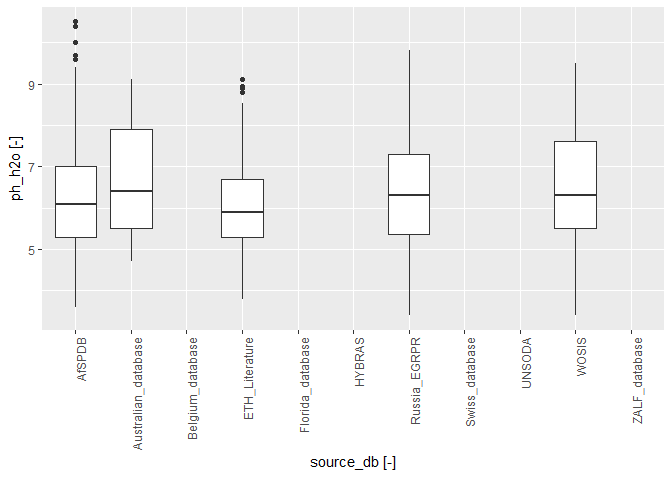 ph_h2o [-]
9
7
5
AfSPDB
Australian_database
Belgium_database
ETH_Literature
Florida_database
HYBRAS
Russia_EGRPR
Swiss_database
UNSODA
WOSIS
ZALF_database
source_db [-]